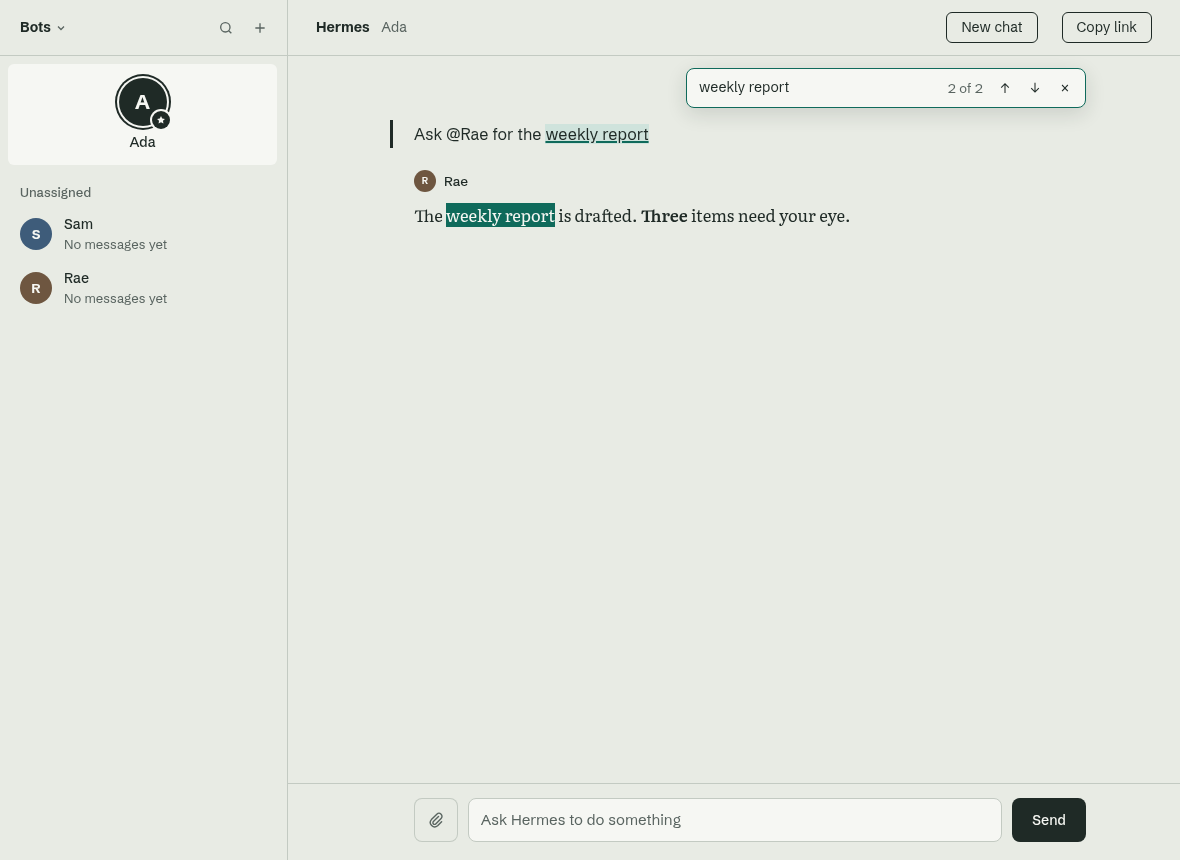 Bots
Hermes Ada
New chat
Copy link
A
Ada
Unassigned
S
Sam
No messages yet
R
Rae
No messages yet
weekly report
2 of 2
Ask @Rae for the weekly report
R
Rae
The weekly report is drafted. Three items need your eye.
Ask Hermes to do something
Send